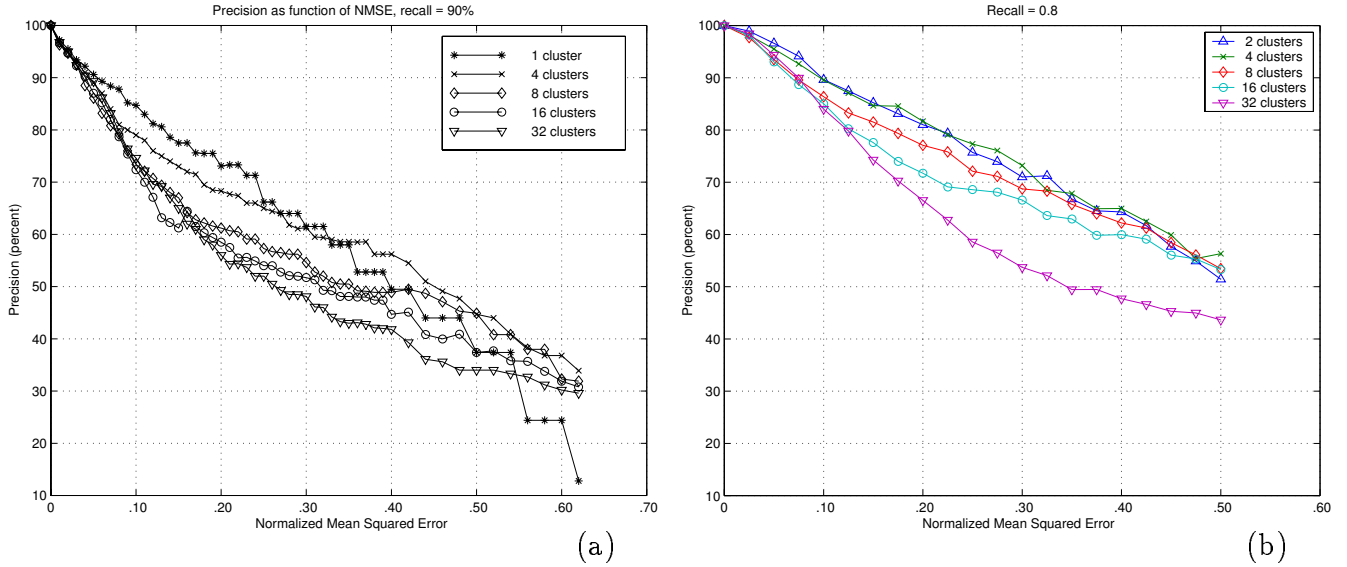 Precision as function of NMSE, recall = 90%
100
90
80
70
60
50
40
30
20
10
Precision (percent)
1 cluster
4 clusters
8 clusters
16 clusters
32 clusters
0
.10
.20
.30
.40
.50
.60
.70
Normalized Mean Squared Error
(a)
Recall = 0.8
100
90
80
70
60
50
40
30
20
10
Precision (percent)
2 clusters
4 clusters
8 clusters
16 clusters
32 clusters
0
.10
.20
.30
.40
.50
.60
Normalized Mean Squared Error
(b)